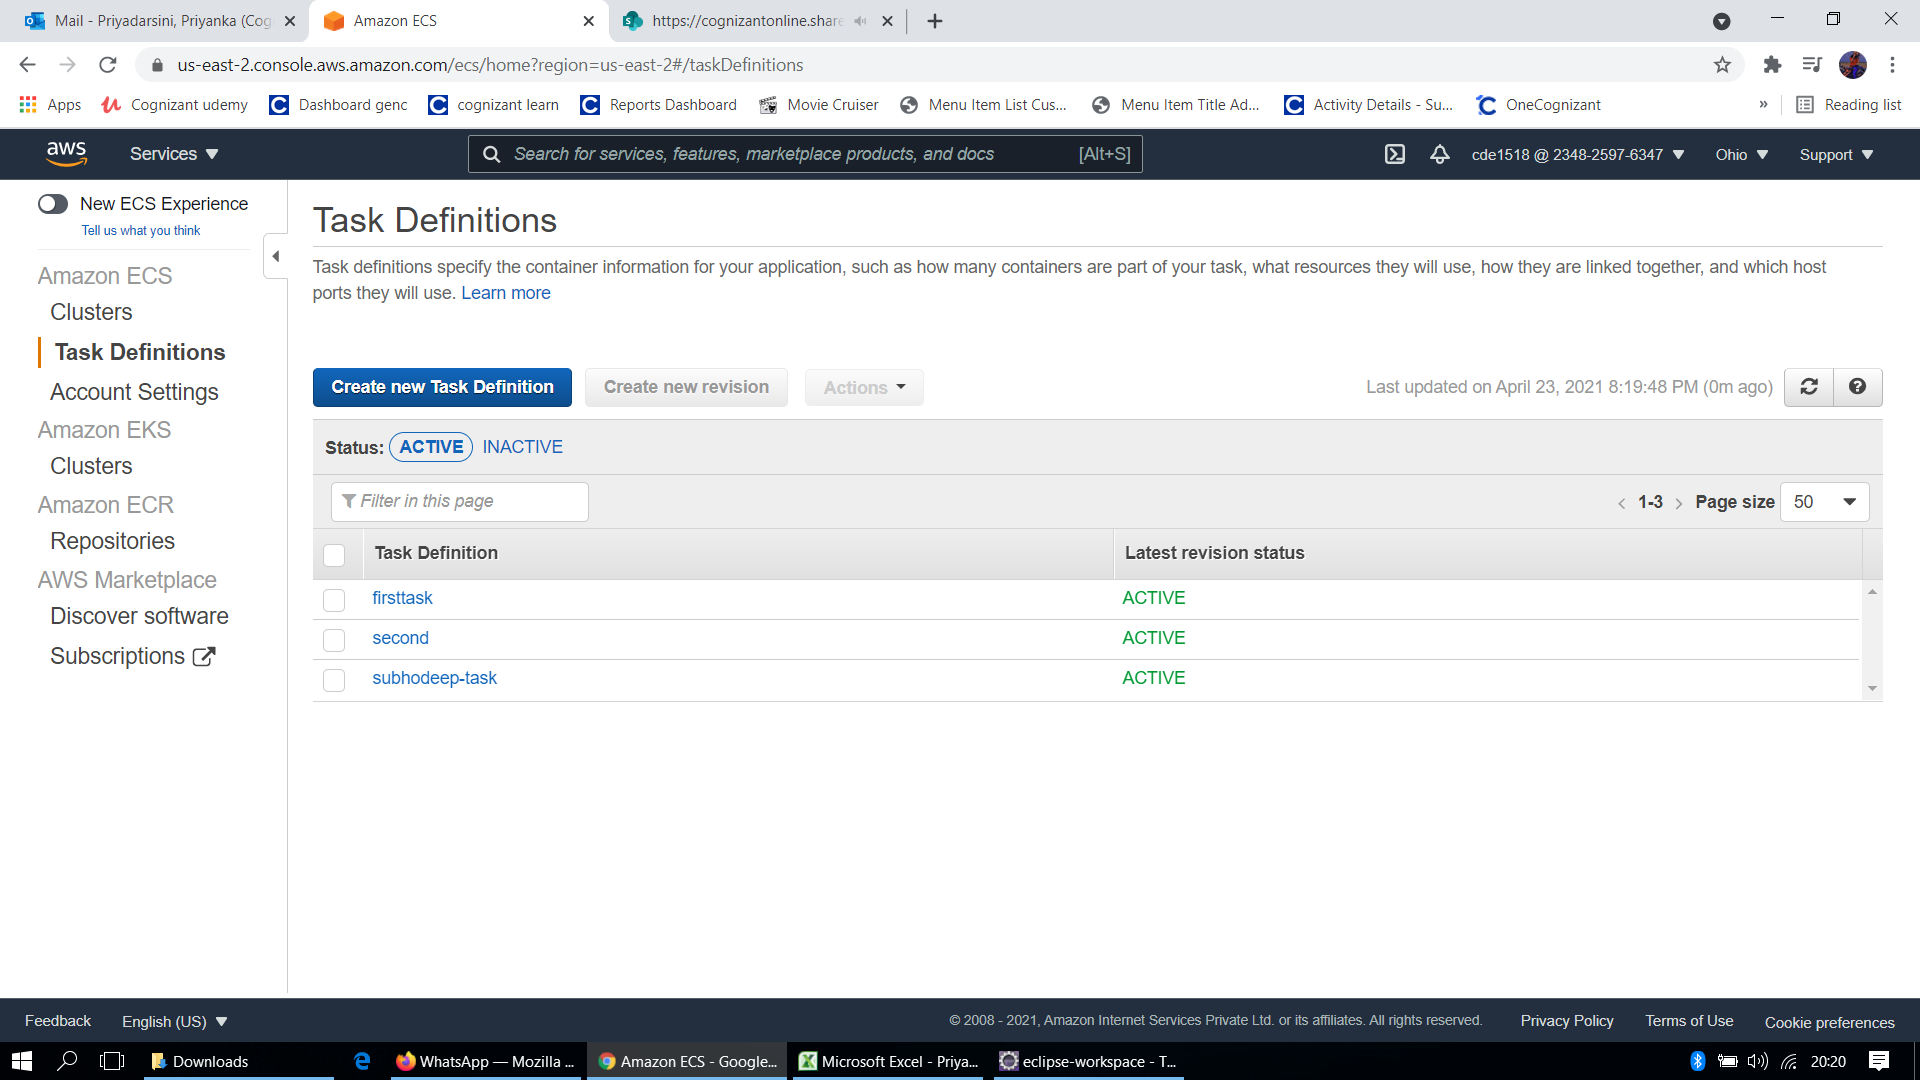 Mail - Priyadarsini, Priyanka (Cog
Amazon ECS
https://cognizantonline.share
us-east-2.console.aws.amazon.com/ecs/home?region=us-east-2#/taskDefinitions
Apps
Cognizant udemy
Dashboard genc
cognizant learn
Reports Dashboard
Movie Cruiser
Menu Item List Cus...
Menu Item Title Ad...
Activity Details - Su...
OneCognizant
»
Reading list
aws
Services
Search for services, features, marketplace products, and docs
[Alt+S]
cde1518 @ 2348-2597-6347
Ohio
Support
New ECS Experience
Tell us what you think
Amazon ECS
Clusters
Task Definitions
Account Settings
Amazon EKS
Clusters
Amazon ECR
Repositories
AWS Marketplace
Discover software
Subscriptions
Task Definitions
Task definitions specify the container information for your application, such as how many containers are part of your task, what resources they will use, how they are linked together, and which host
ports they will use. Learn more
Create new Task Definition
Create new revision
Actions
Last updated on April 23, 2021 8:19:48 PM (0m ago)
Status: ACTIVE INACTIVE
Filter in this page
< 1-3 > Page size 50
Task Definition
Latest revision status
firsttask
ACTIVE
second
ACTIVE
subhodeep-task
ACTIVE
Feedback
English (US)
© 2008 - 2021, Amazon Internet Services Private Ltd. or its affiliates. All rights reserved.
Privacy Policy
Terms of Use
Cookie preferences
Downloads
WhatsApp — Mozilla ...
Amazon ECS - Google...
Microsoft Excel - Priya...
eclipse-workspace - T...
20:20